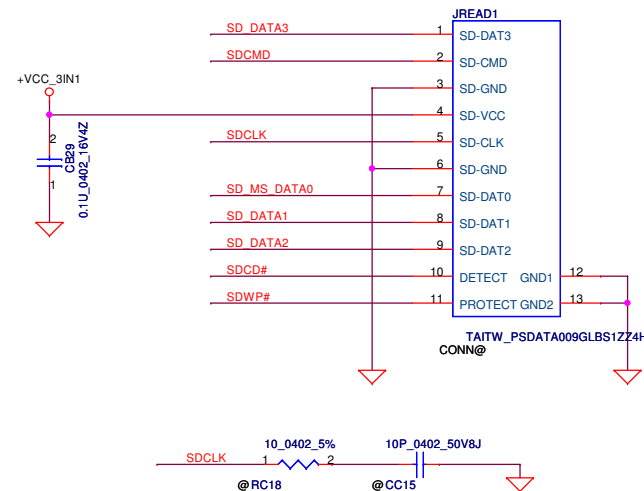 JREAD1
SD_DATA3 1 SD-DAT3
SDCMD 2 SD-CMD
3 SD-GND
+VCC_3IN1
4 SD-VCC
SDCLK 5 SD-CLK
2
CB29
0.1U_0402_16V4Z
1
6 SD-GND
SD_MS_DATA0 7 SD-DAT0
SD_DATA1 8 SD-DAT1
SD_DATA2 9 SD-DAT2
SDCD# 10 DETECT GND1 12
SDWP# 11 PROTECT GND2 13
TAITW_PSDATA009GLBS1ZZ4H
CONN@
10_0402_5% 10P_0402_50V8J
SDCLK 1 2
@RC18 @CC15